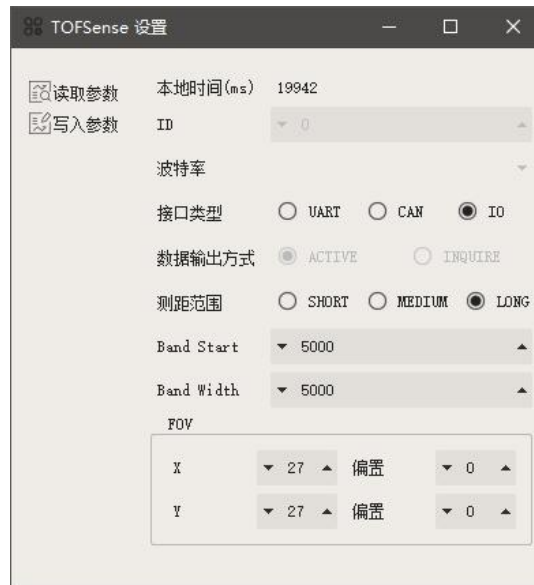 TOFSense 设置
读取参数
写入参数
本地时间(ms) 19942
ID 0
波特率
接口类型 UART CAN IO
数据输出方式 ACTIVE INQUIRE
测距范围 SHORT MEDIUM LONG
Band Start 5000
Band Width 5000
FOV
X 27 偏置 0
Y 27 偏置 0